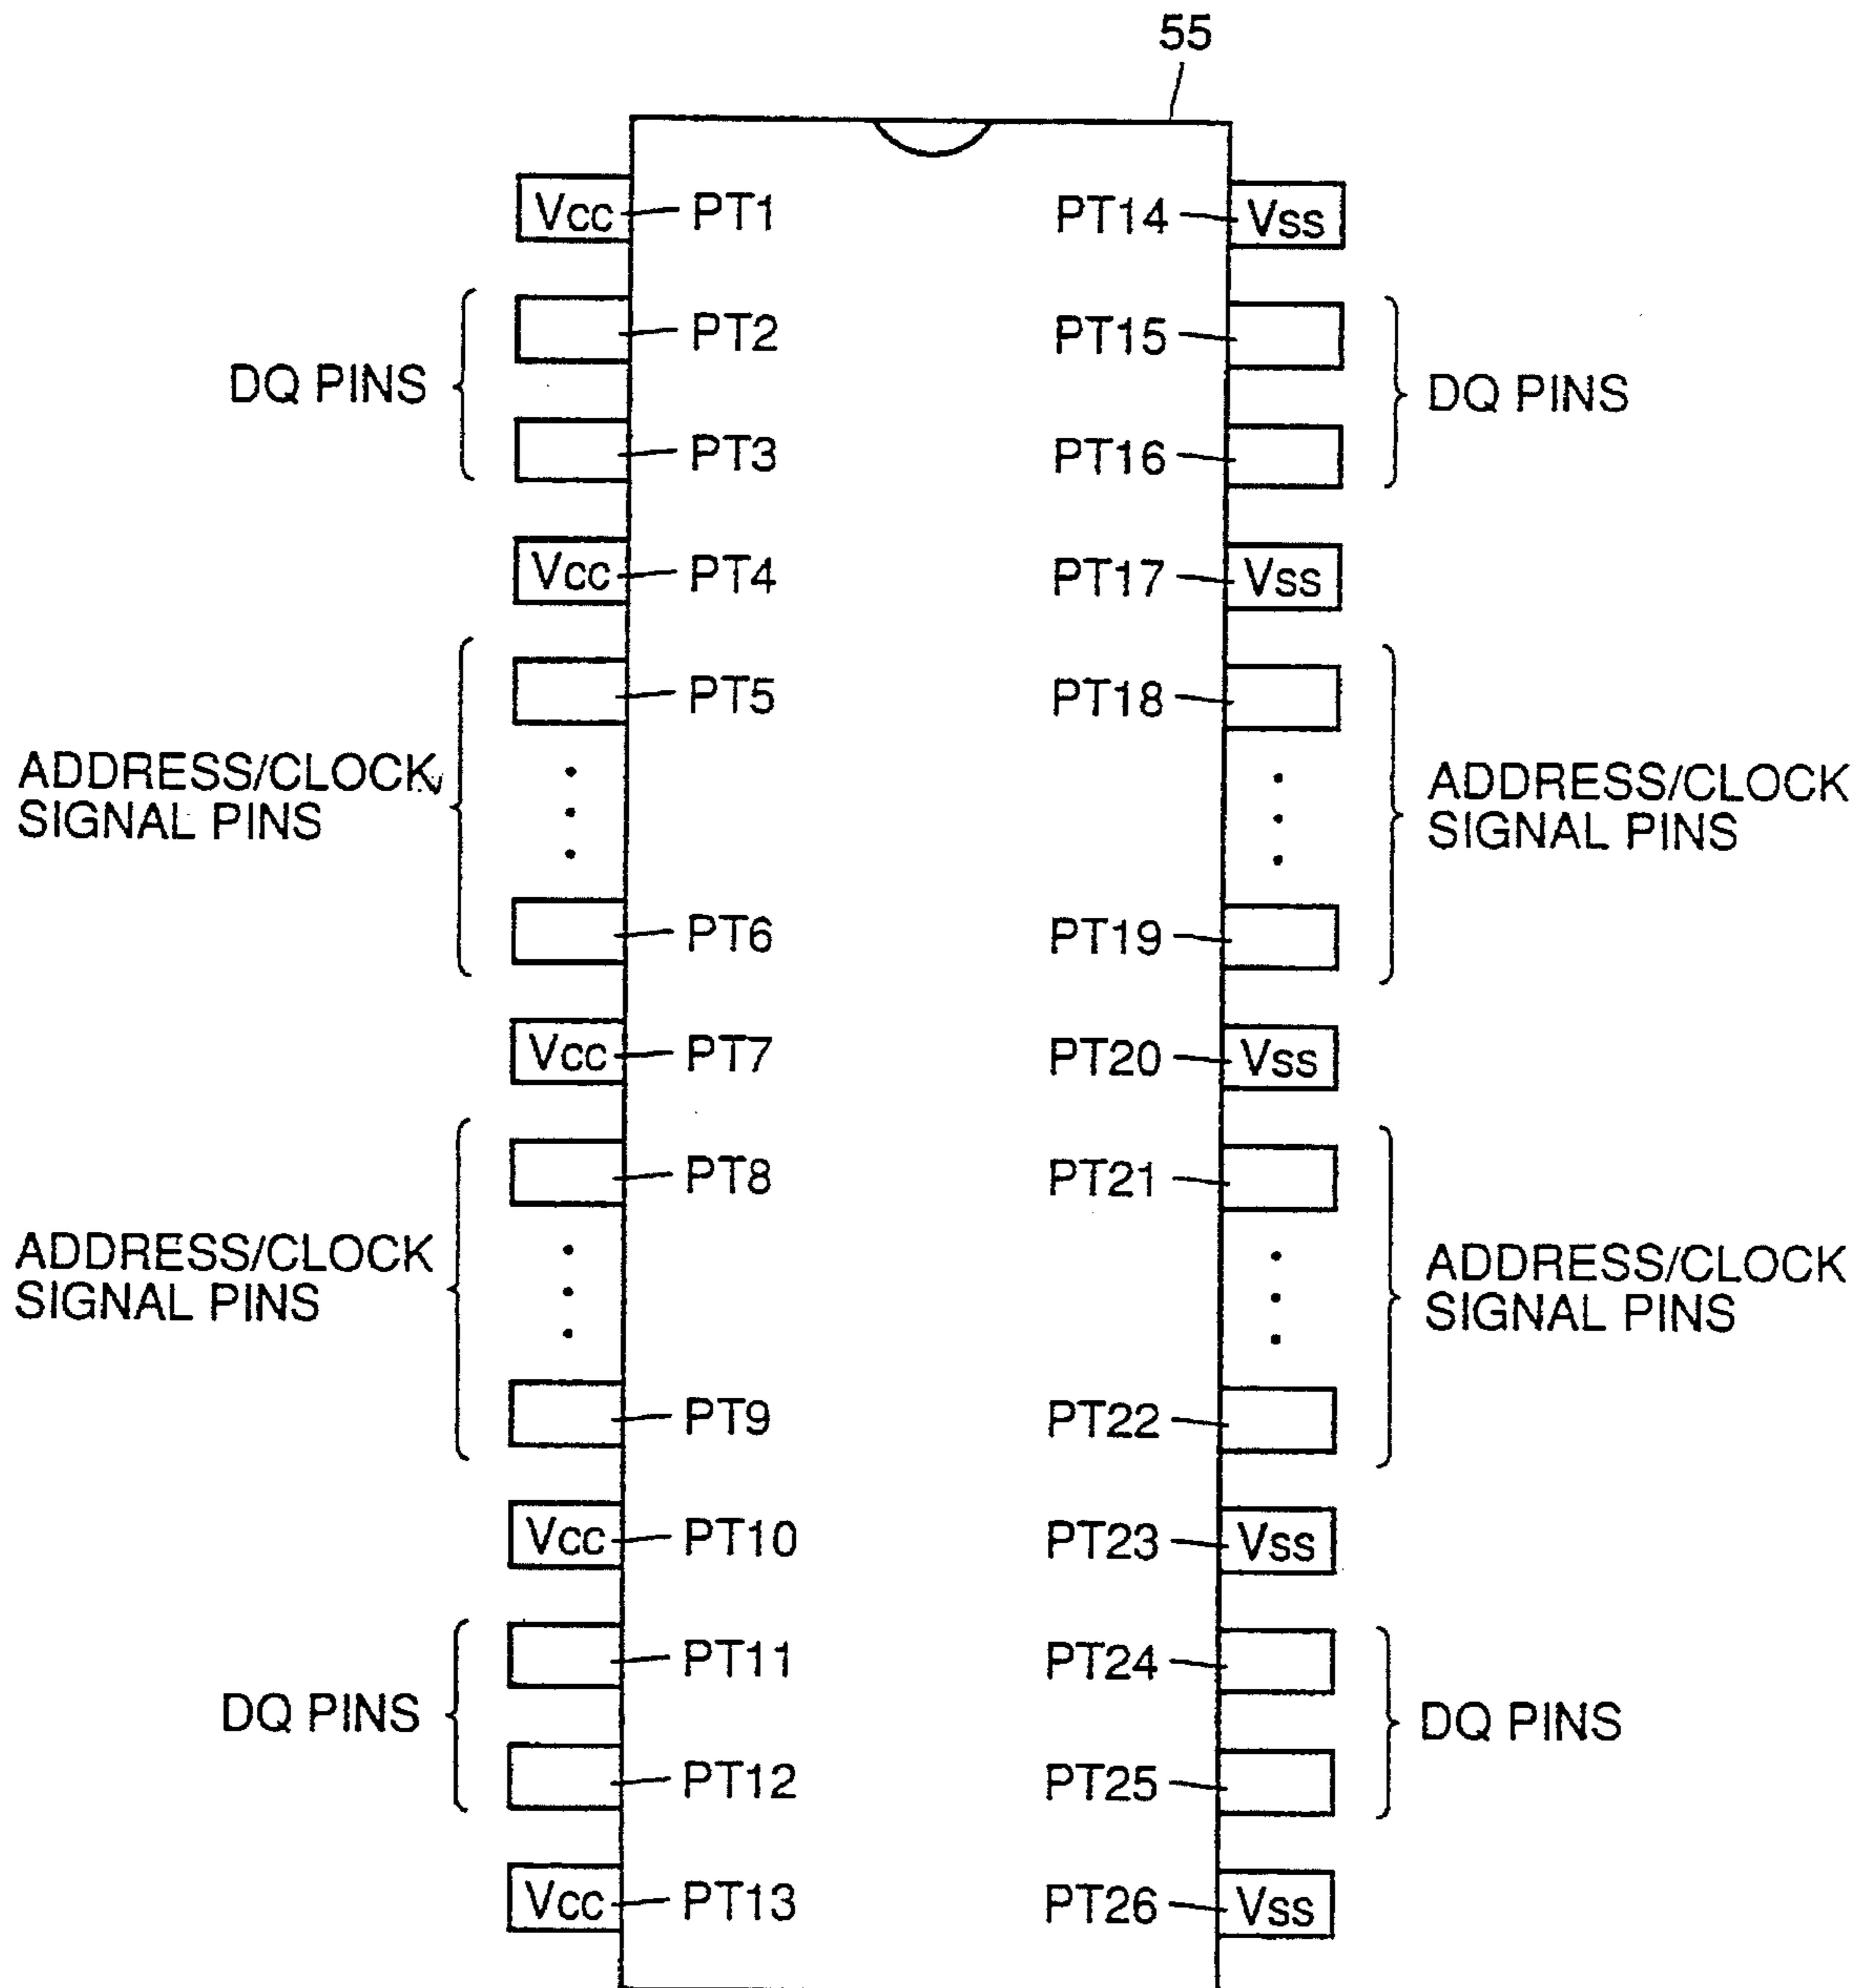 55
Vcc PT1 PT14 Vss
PT2 PT15
DQ PINS DQ PINS
PT3 PT16
Vcc PT4 PT17 Vss
PT5 PT18
ADDRESS/CLOCK ADDRESS/CLOCK
SIGNAL PINS SIGNAL PINS
PT6 PT19
Vcc PT7 PT20 Vss
PT8 PT21
ADDRESS/CLOCK ADDRESS/CLOCK
SIGNAL PINS SIGNAL PINS
PT9 PT22
Vcc PT10 PT23 Vss
PT11 PT24
DQ PINS DQ PINS
PT12 PT25
Vcc PT13 PT26 Vss